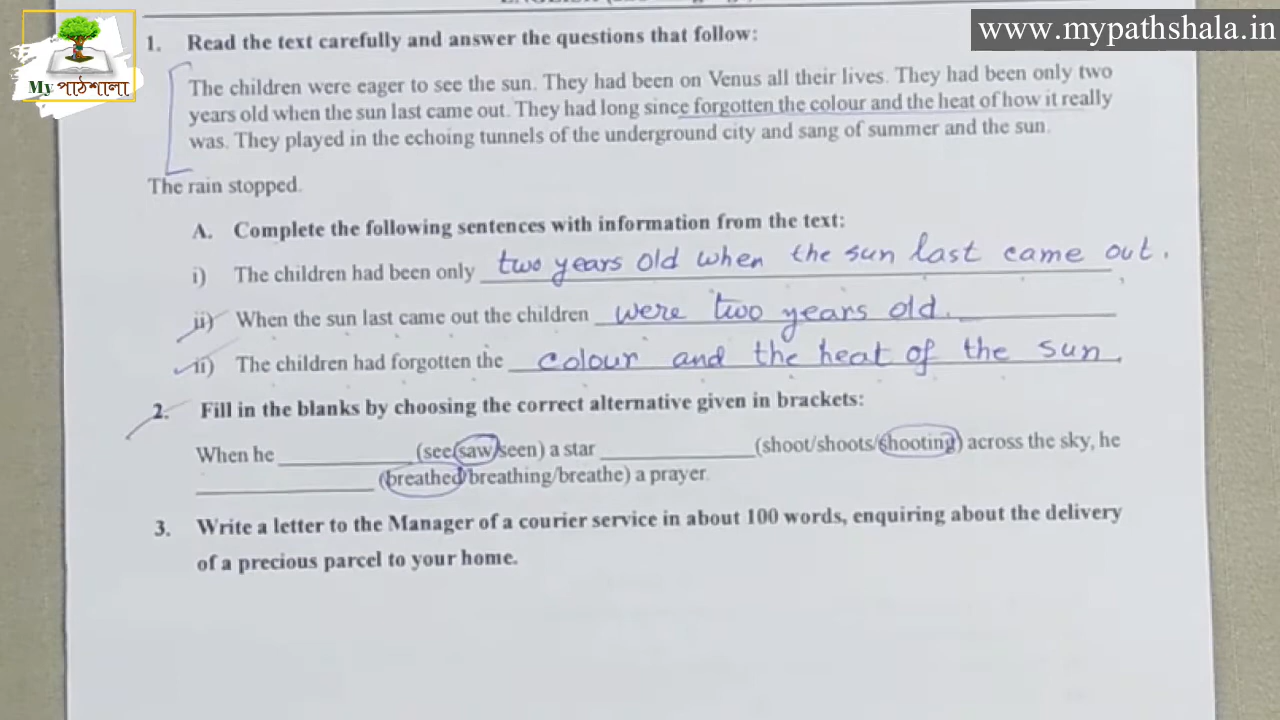 www.mypathshala.in
My পাঠশালা
1. Read the text carefully and answer the questions that follow:
The children were eager to see the sun. They had been on Venus all their lives. They had been only two
years old when the sun last came out. They had long since forgotten the colour and the heat of how it really
was. They played in the echoing tunnels of the underground city and sang of summer and the sun.
The rain stopped.
A. Complete the following sentences with information from the text:
i) The children had been only two years old when the sun last came out.
ii) When the sun last came out the children were two years old.
ii) The children had forgotten the colour and the heat of the sun.
2. Fill in the blanks by choosing the correct alternative given in brackets:
When he ____________ (see/saw/seen) a star ____________ (shoot/shoots/shooting) across the sky, he
____________ (breathed/breathing/breathe) a prayer.
3. Write a letter to the Manager of a courier service in about 100 words, enquiring about the delivery
of a precious parcel to your home.